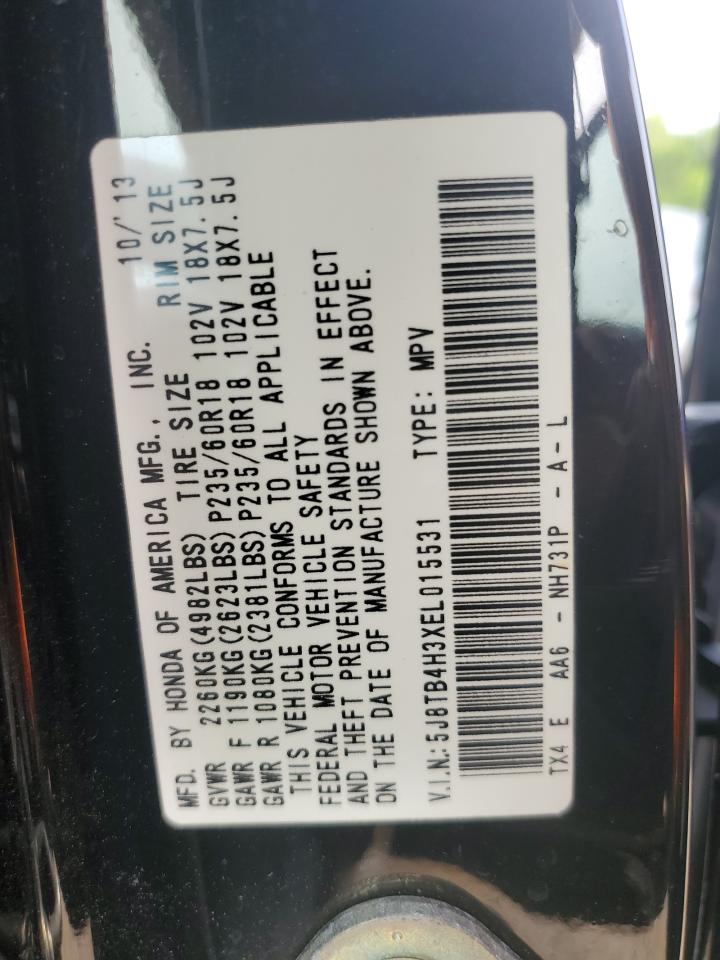 MFD. BY HONDA OF AMERICA MFG., INC. 10/'13
GVWR 2260KG(4982LBS) TIRE SIZE RIM SIZE
GAWR F 1190KG(2623LBS)P235/60R18 102V 18X7.5J
GAWR R 1080KG(2381LBS)P235/60R18 102V 18X7.5J
THIS VEHICLE CONFORMS TO ALL APPLICABLE
FEDERAL MOTOR VEHICLE SAFETY
AND THEFT PREVENTION STANDARDS IN EFFECT
ON THE DATE OF MANUFACTURE SHOWN ABOVE.
V.I.N.:5J8TB4H3XEL015531 TYPE: MPV
TX4 E AA6 - NH731P - A - L